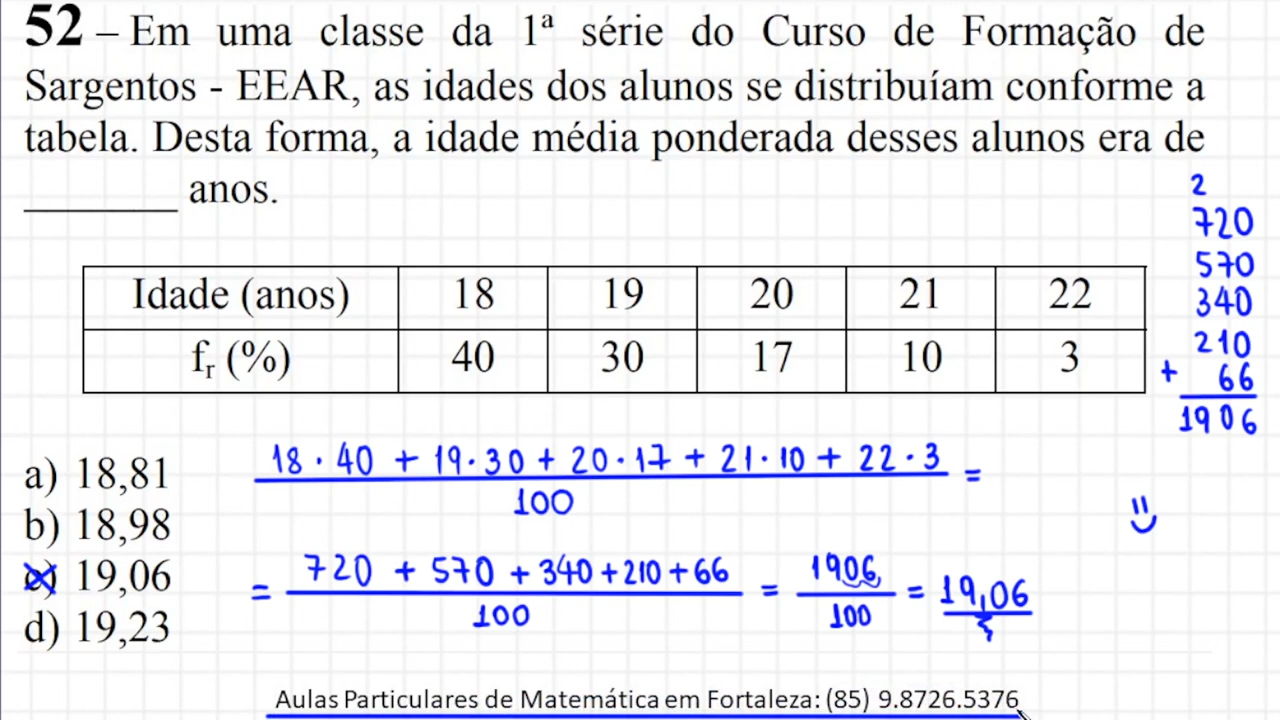 52 – Em uma classe da 1ª série do Curso de Formação de
Sargentos - EEAR, as idades dos alunos se distribuíam conforme a
tabela. Desta forma, a idade média ponderada desses alunos era de
________ anos.
2
720
570
340
210
+ 66
1906
Idade (anos) 18 19 20 21 22
fr (%) 40 30 17 10 3
a) 18,81
b) 18,98
c) 19,06
d) 19,23
18 · 40 + 19 · 30 + 20 · 17 + 21 · 10 + 22 · 3 =
100
= 720 + 570 + 340 + 210 + 66 = 1906 = 19,06
100 100
Aulas Particulares de Matemática em Fortaleza: (85) 9.8726.5376